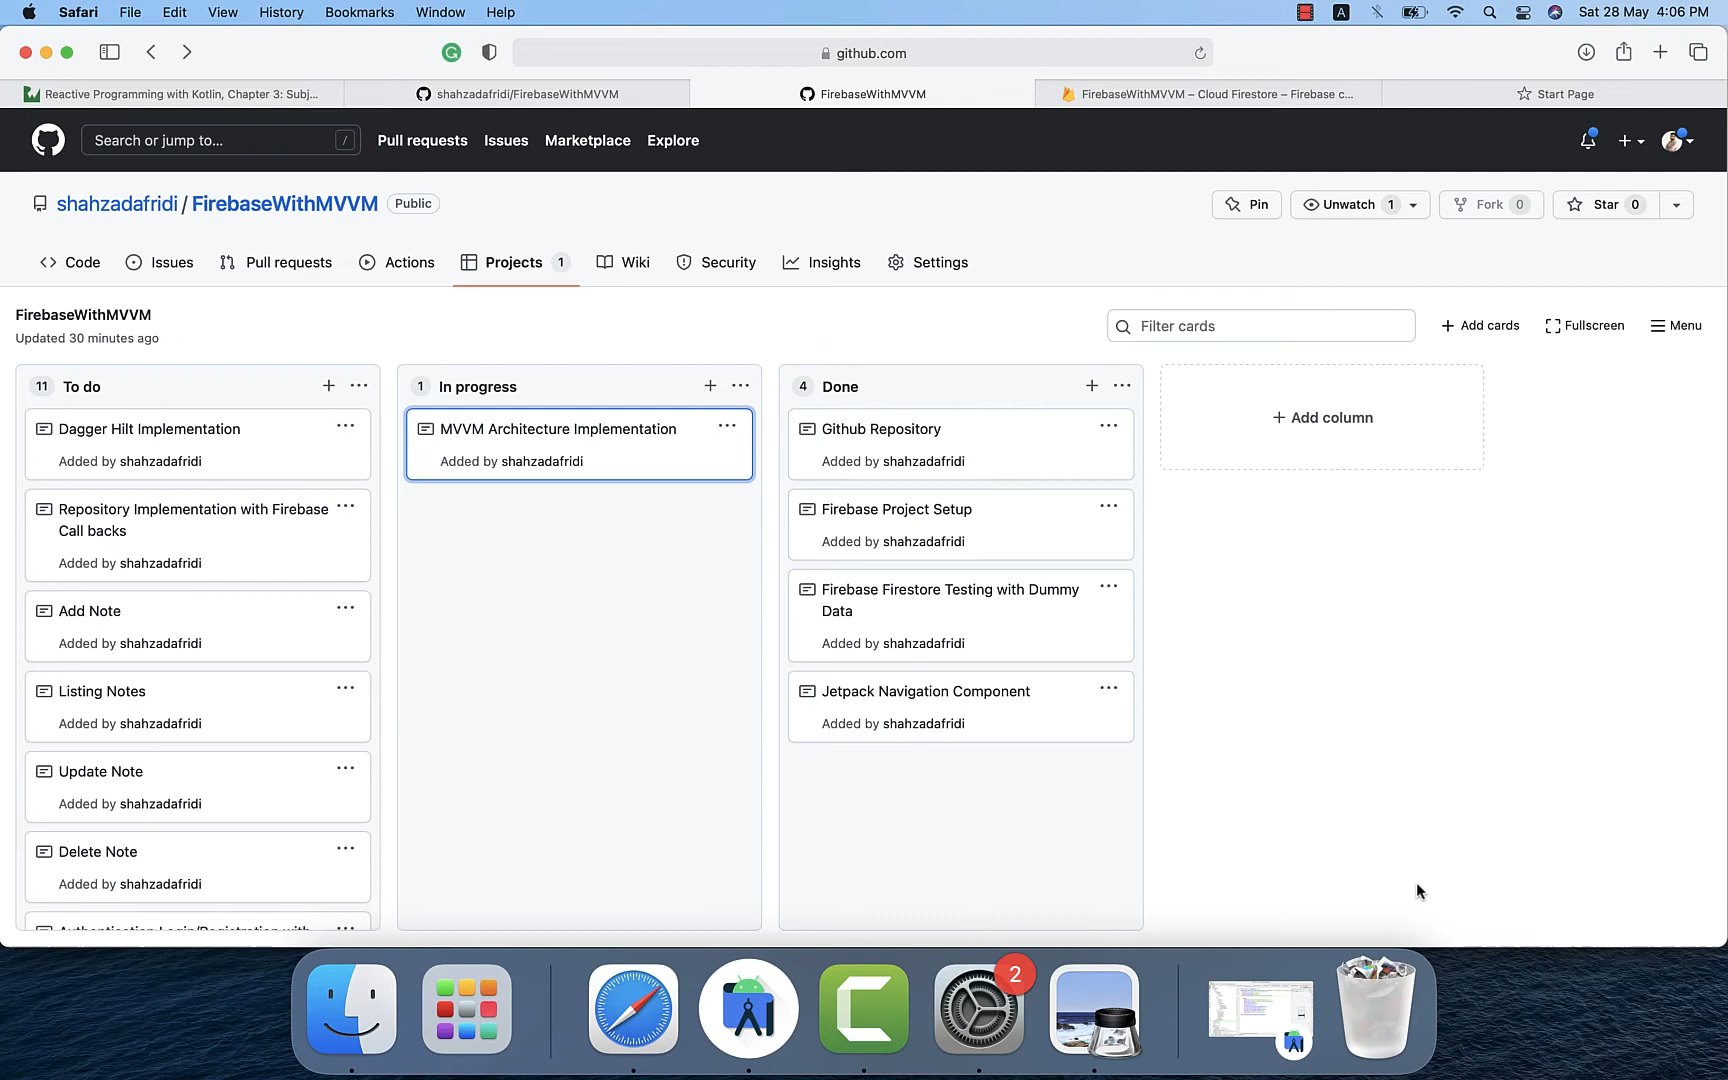 Safari File Edit View History Bookmarks Window Help
A Sat 28 May 4:06 PM
github.com
Reactive Programming with Kotlin, Chapter 3: Subj...
shahzadafridi/FirebaseWithMVVM
FirebaseWithMVVM
FirebaseWithMVVM – Cloud Firestore – Firebase c...
Start Page
Search or jump to... /
Pull requests Issues Marketplace Explore
shahzadafridi / FirebaseWithMVVM Public
Pin Unwatch 1 Fork 0 Star 0
Code Issues Pull requests Actions Projects 1 Wiki Security Insights Settings
FirebaseWithMVVM
Updated 30 minutes ago
Filter cards
Add cards Fullscreen Menu
11 To do
Dagger Hilt Implementation
Added by shahzadafridi
Repository Implementation with Firebase
Call backs
Added by shahzadafridi
Add Note
Added by shahzadafridi
Listing Notes
Added by shahzadafridi
Update Note
Added by shahzadafridi
Delete Note
Added by shahzadafridi
Authentication Login/Registration with
1 In progress
MVVM Architecture Implementation
Added by shahzadafridi
4 Done
Github Repository
Added by shahzadafridi
Firebase Project Setup
Added by shahzadafridi
Firebase Firestore Testing with Dummy
Data
Added by shahzadafridi
Jetpack Navigation Component
Added by shahzadafridi
Add column
2